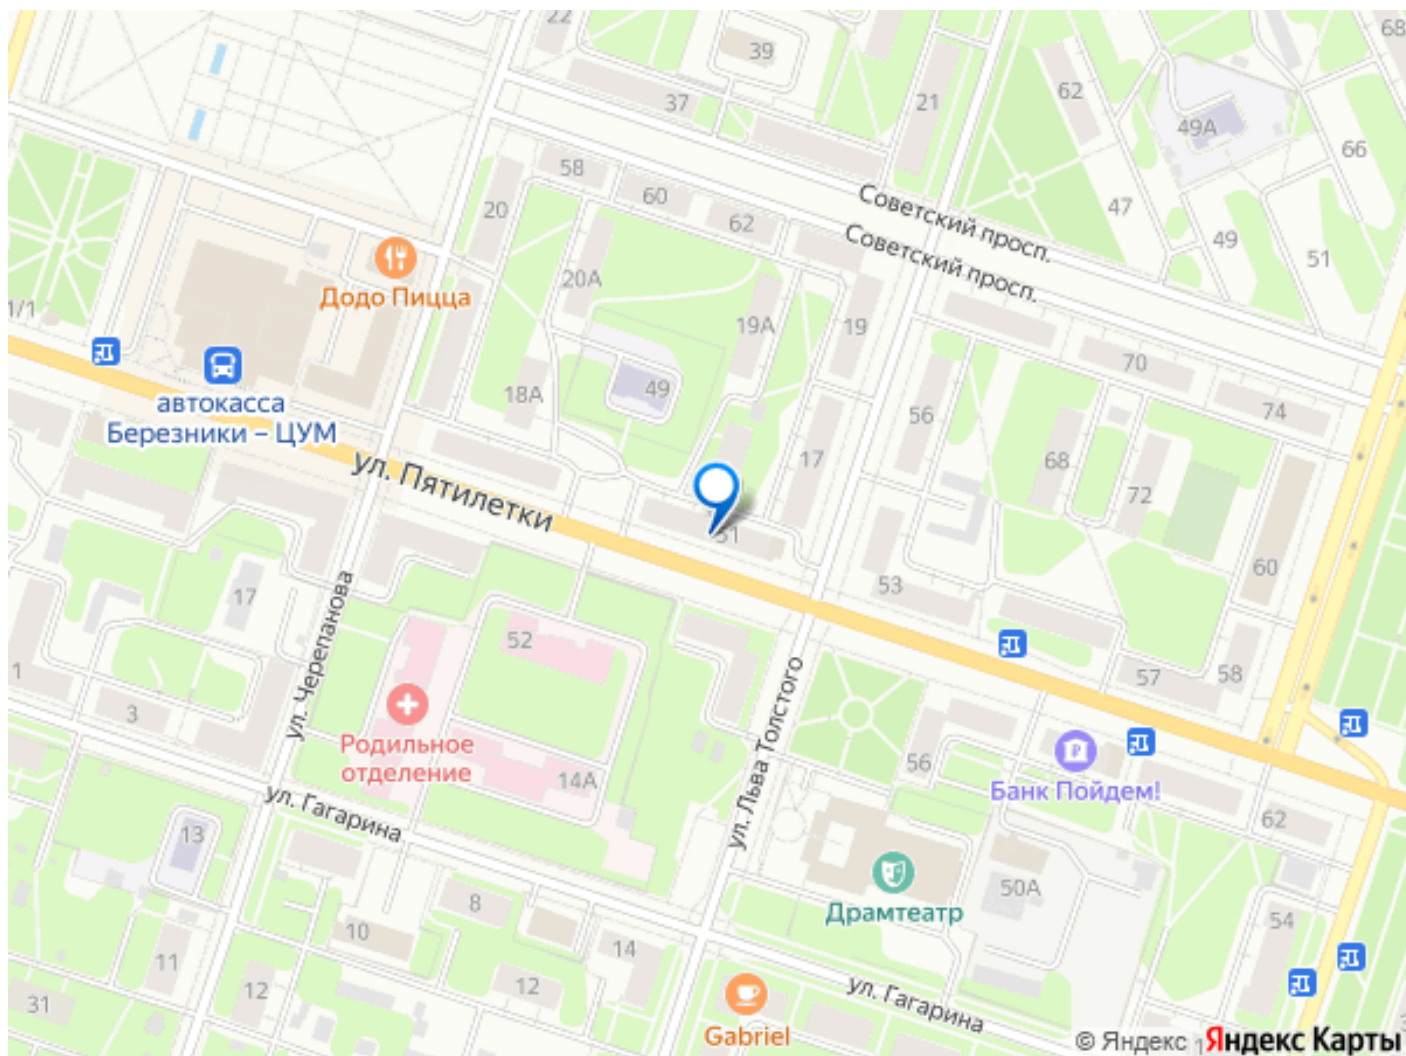 22
39
68
37
21
62
49А
66
58
60
62
20
47
49
51
Советский просп.
Советский просп.
20А
Додо Пицца
1/1
19А
19
70
автокасса
Березники – ЦУМ
49
18А
56
74
ул. Пятилетки
17
68
72
51
60
53
17
ул. Черепанова
52
57
58
1
3
Родильное
отделение
14А
ул. Льва Толстого
56
Банк Пойдем!
ул. Гагарина
13
62
50А
Драмтеатр
8
10
14
54
11
12
12
31
ул. Гагарина
Gabriel
© Яндекс
Яндекс Карты